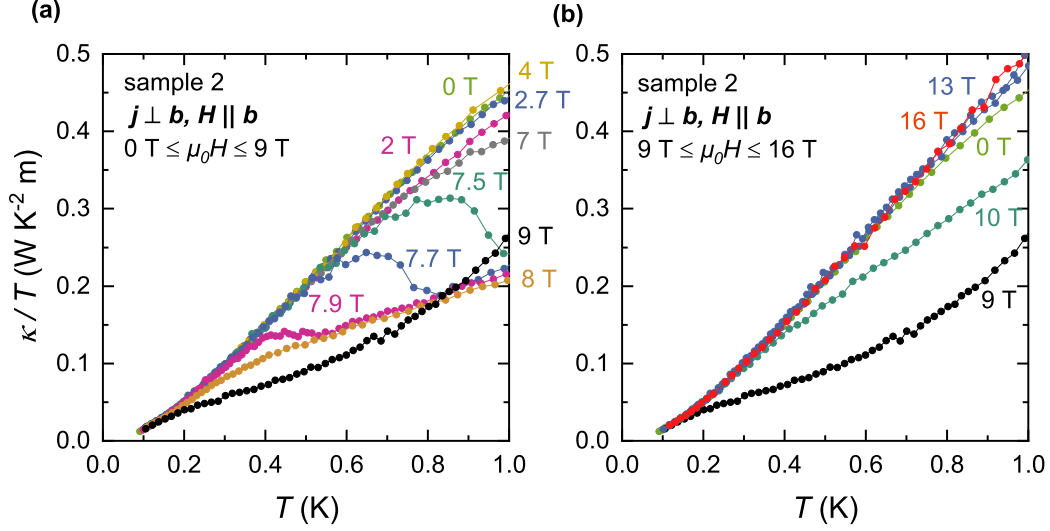 (a)
0.5
0.4
0.3
0.2
0.1
0.0
κ / T (W K⁻² m)
sample 2
j ⊥ b, H || b
0 T ≤ μ₀H ≤ 9 T
0 T
4 T
2.7 T
2 T
7 T
7.5 T
9 T
7.7 T
8 T
7.9 T
0.0 0.2 0.4 0.6 0.8 1.0
T (K)
(b)
0.5
0.4
0.3
0.2
0.1
0.0
sample 2
j ⊥ b, H || b
9 T ≤ μ₀H ≤ 16 T
13 T
16 T
0 T
10 T
9 T
0.0 0.2 0.4 0.6 0.8 1.0
T (K)